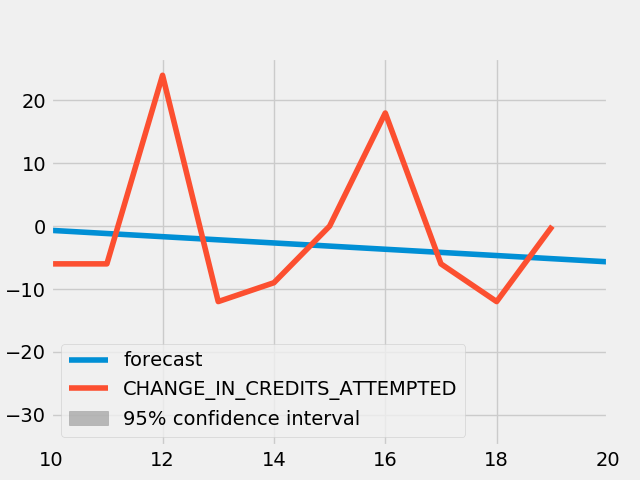 20
10
0
−10
−20
−30
forecast
CHANGE_IN_CREDITS_ATTEMPTED
95% confidence interval
10 12 14 16 18 20